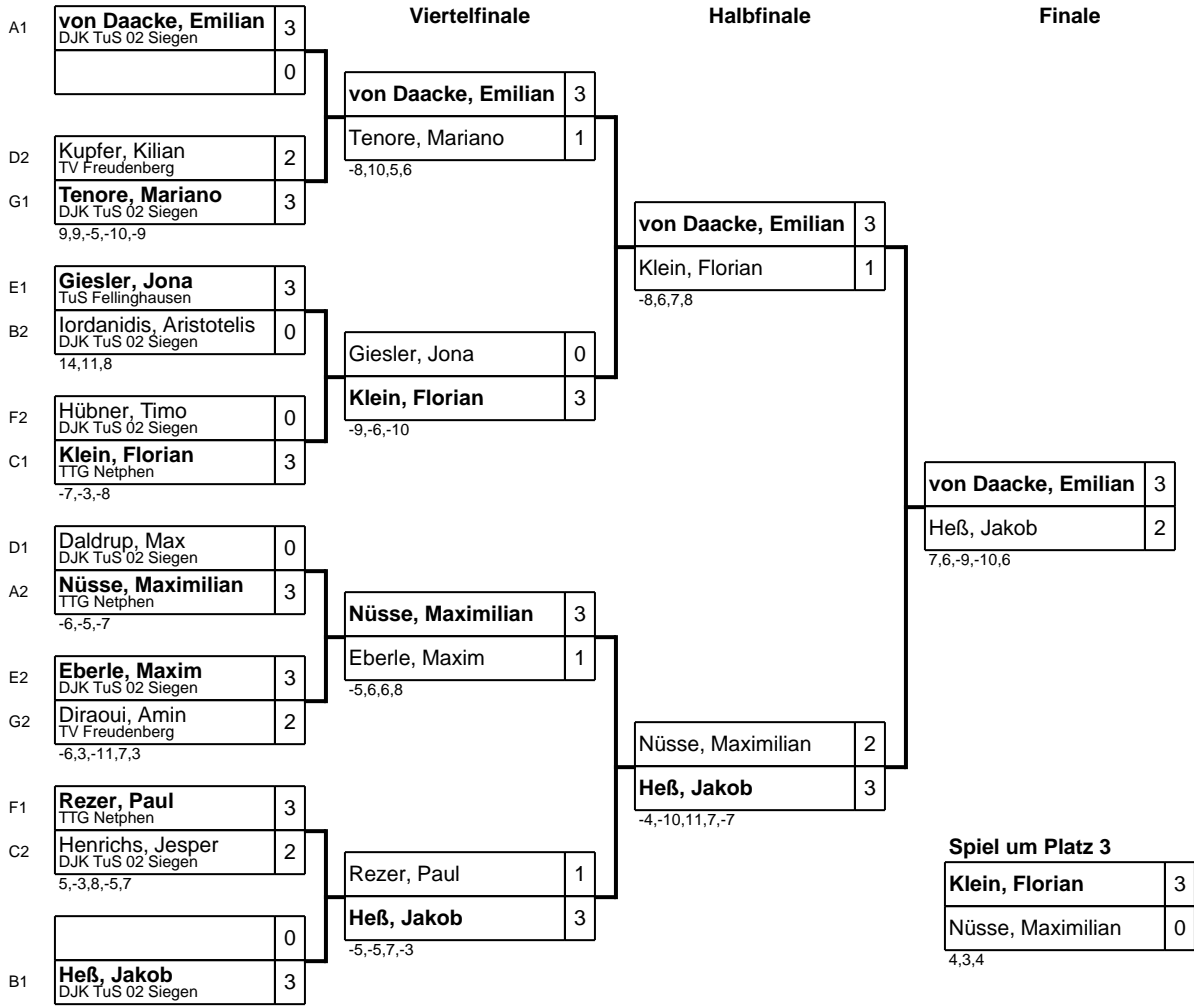 Viertelfinale
Halbfinale
Finale
A1
von Daacke, Emilian 3
DJK TuS 02 Siegen
0
D2
Kupfer, Kilian 2
TV Freudenberg
G1
Tenore, Mariano 3
DJK TuS 02 Siegen
9,9,-5,-10,-9
E1
Giesler, Jona 3
TuS Fellinghausen
B2
Iordanidis, Aristotelis 0
DJK TuS 02 Siegen
14,11,8
F2
Hübner, Timo 0
DJK TuS 02 Siegen
C1
Klein, Florian 3
TTG Netphen
-7,-3,-8
D1
Daldrup, Max 0
DJK TuS 02 Siegen
A2
Nüsse, Maximilian 3
TTG Netphen
-6,-5,-7
E2
Eberle, Maxim 3
DJK TuS 02 Siegen
G2
Diraoui, Amin 2
TV Freudenberg
-6,3,-11,7,3
F1
Rezer, Paul 3
TTG Netphen
C2
Henrichs, Jesper 2
DJK TuS 02 Siegen
5,-3,8,-5,7
0
B1
Heß, Jakob 3
DJK TuS 02 Siegen
von Daacke, Emilian 3
Tenore, Mariano 1
-8,10,5,6
Giesler, Jona 0
Klein, Florian 3
-9,-6,-10
Nüsse, Maximilian 3
Eberle, Maxim 1
-5,6,6,8
Rezer, Paul 1
Heß, Jakob 3
-5,-5,7,-3
von Daacke, Emilian 3
Klein, Florian 1
-8,6,7,8
Nüsse, Maximilian 2
Heß, Jakob 3
-4,-10,11,7,-7
von Daacke, Emilian 3
Heß, Jakob 2
7,6,-9,-10,6
Spiel um Platz 3
Klein, Florian 3
Nüsse, Maximilian 0
4,3,4